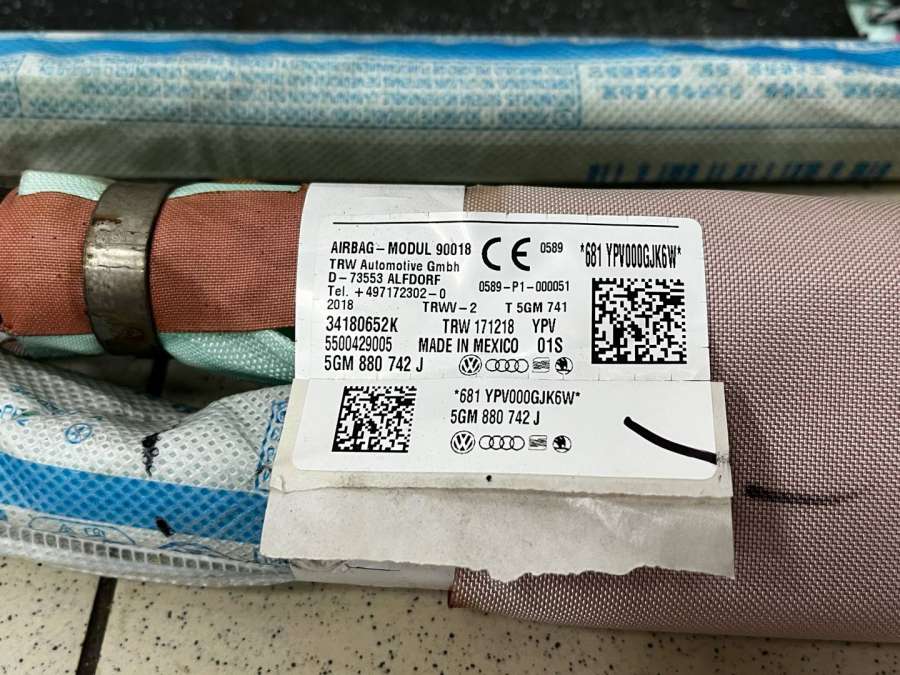 AIRBAG-MODUL 90018 CE 0589 *681 YPV000GJK6W*
TRW Automotive Gmbh
D-73553 ALFDORF 0589-P1-000051
Tel. +497172302-0
2018 TRWV-2 T 5GM 741
34180652K TRW 171218 YPV
5500429005 MADE IN MEXICO 01S
5GM 880 742 J
*681 YPV000GJK6W*
5GM 880 742 J